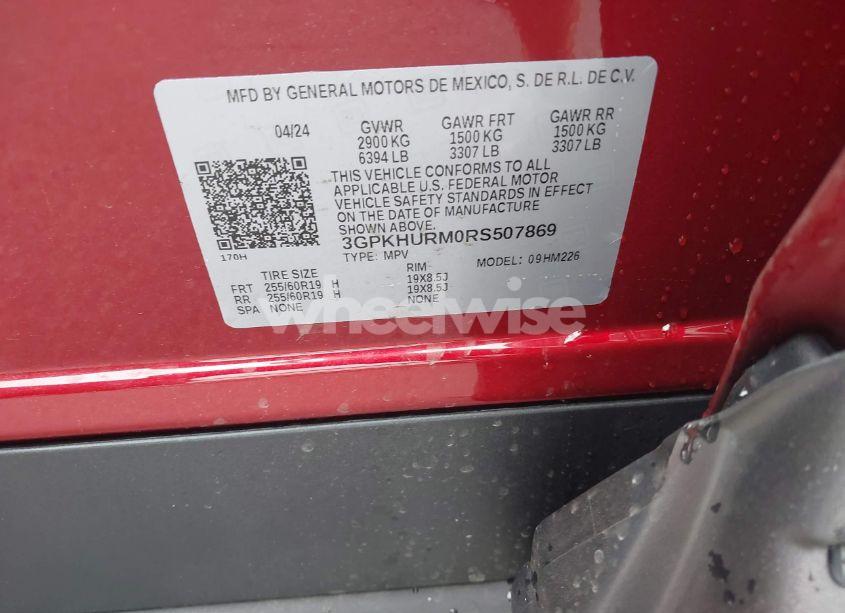 MFD BY GENERAL MOTORS DE MEXICO, S. DE R.L. DE C.V.
04/24 GVWR GAWR FRT GAWR RR
2900 KG 1500 KG 1500 KG
6394 LB 3307 LB 3307 LB
THIS VEHICLE CONFORMS TO ALL
APPLICABLE U.S. FEDERAL MOTOR
VEHICLE SAFETY STANDARDS IN EFFECT
ON THE DATE OF MANUFACTURE
SHOWN ABOVE.
3GPKHURM0RS507869
170H
TYPE: MPV MODEL: 09HM226
TIRE SIZE RIM
FRT 255/60R19 H 19X8.5J
RR 255/60R19 H 19X8.5J
SPA NONE NONE
wheelwise